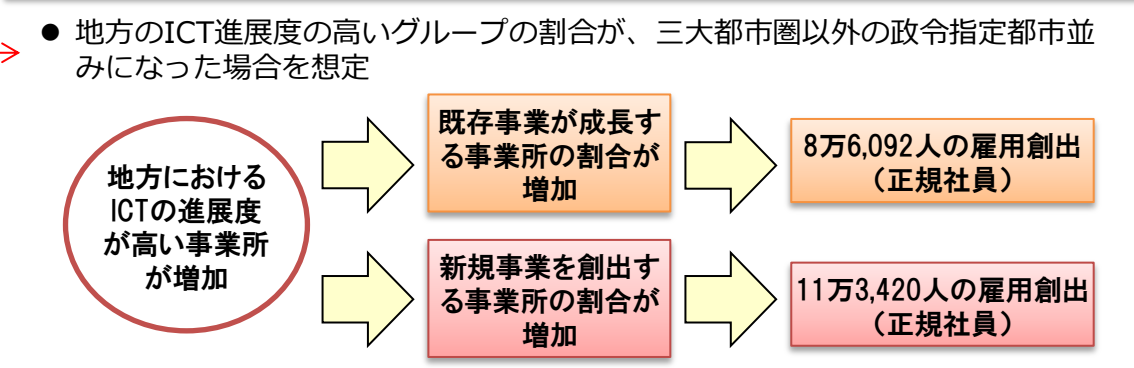 ● 地方のICT進展度の高いグループの割合が、三大都市圏以外の政令指定都市並
みになった場合を想定
地方における
ICTの進展度
が高い事業所
が増加
既存事業が成長す
る事業所の割合が
増加
8万6,092人の雇用創出
（正規社員）
新規事業を創出す
る事業所の割合が
増加
11万3,420人の雇用創出
（正規社員）